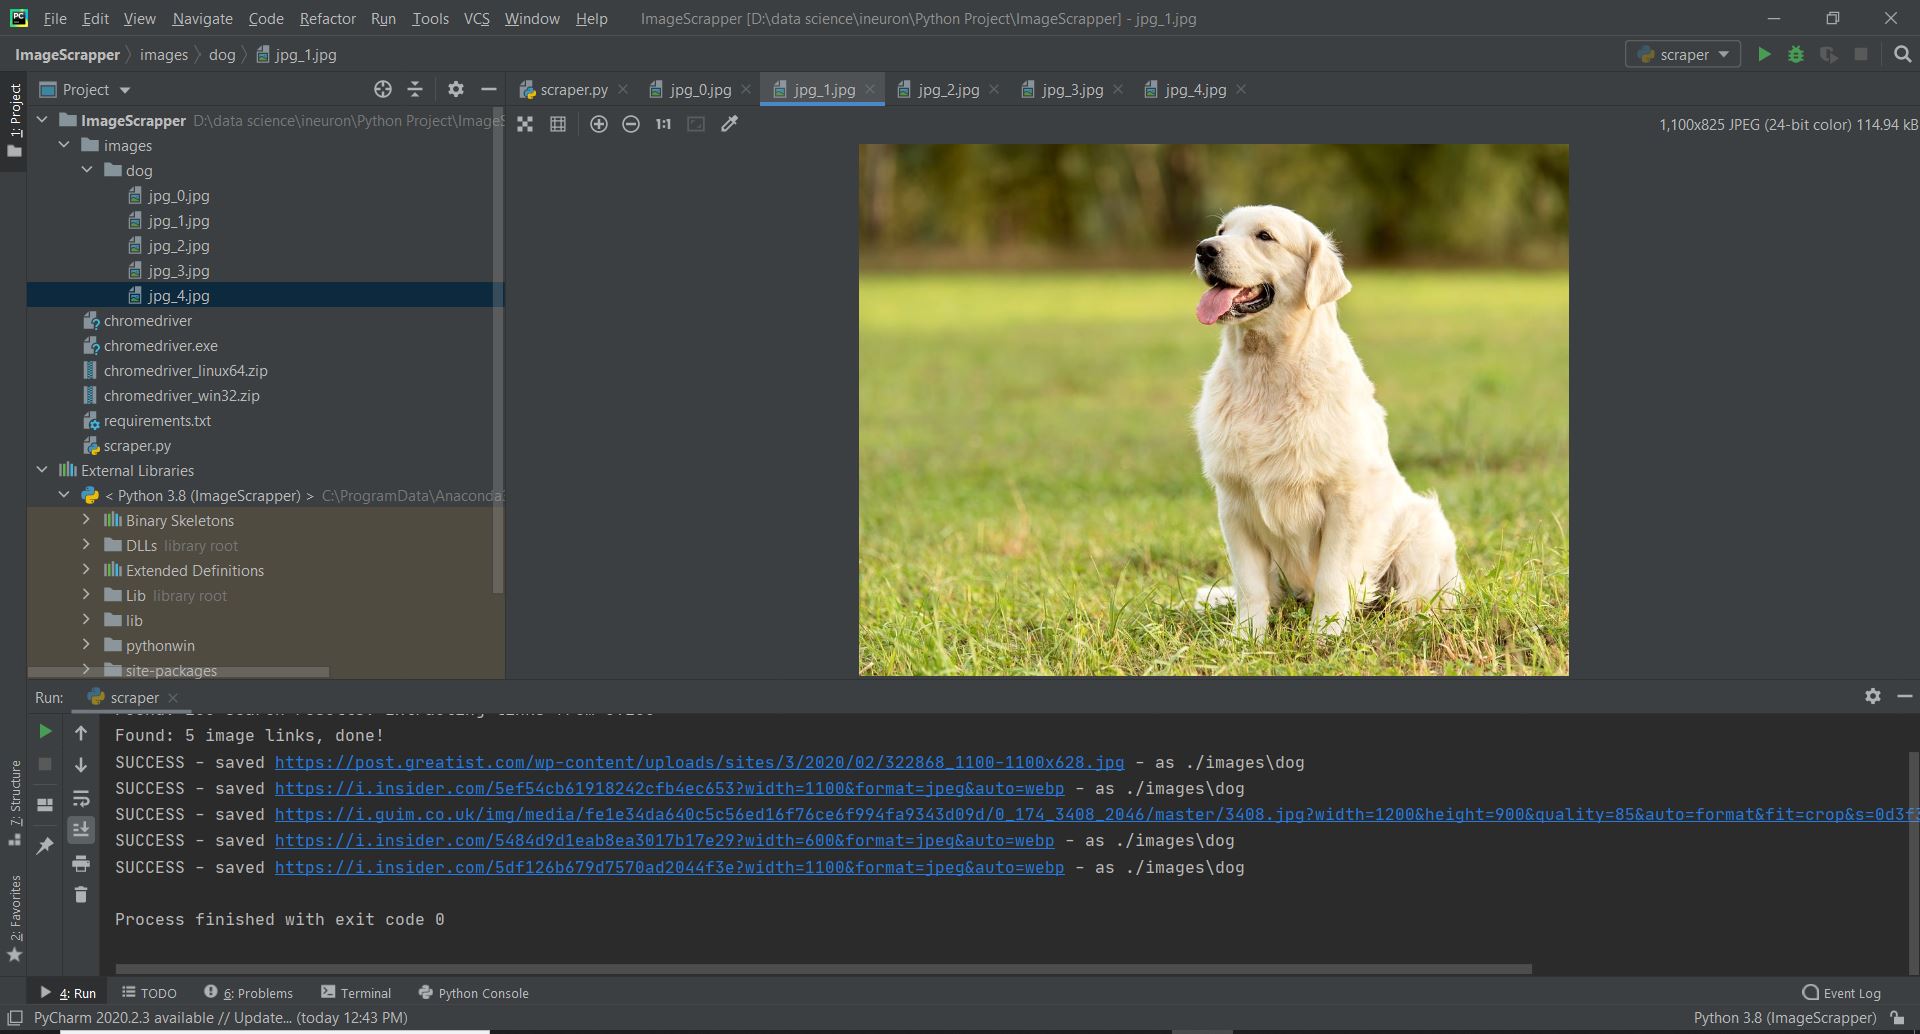 File Edit View Navigate Code Refactor Run Tools VCS Window Help ImageScrapper [D:\data science\ineuron\Python Project\ImageScrapper] - jpg_1.jpg
ImageScrapper images dog jpg_1.jpg scraper
1: Project
Project
scraper.py jpg_0.jpg jpg_1.jpg jpg_2.jpg jpg_3.jpg jpg_4.jpg
1:1
1,100x825 JPEG (24-bit color) 114.94 kB
ImageScrapper D:\data science\ineuron\Python Project\ImageS
images
dog
jpg_0.jpg
jpg_1.jpg
jpg_2.jpg
jpg_3.jpg
jpg_4.jpg
chromedriver
chromedriver.exe
chromedriver_linux64.zip
chromedriver_win32.zip
requirements.txt
scraper.py
External Libraries
< Python 3.8 (ImageScrapper) > C:\ProgramData\Anaconda3
Binary Skeletons
DLLs library root
Extended Definitions
Lib library root
lib
pythonwin
site-packages
Run: scraper
Found: 5 image links, done!
SUCCESS - saved https://post.greatist.com/wp-content/uploads/sites/3/2020/02/322868_1100-1100x628.jpg - as ./images\dog
SUCCESS - saved https://i.insider.com/5ef54cb61918242cfb4ec653?width=1100&format=jpeg&auto=webp - as ./images\dog
SUCCESS - saved https://i.guim.co.uk/img/media/fe1e34da640c5c56ed16f76ce6f994fa9343d09d/0_174_3408_2046/master/3408.jpg?width=1200&height=900&quality=85&auto=format&fit=crop&s=0d3f3
SUCCESS - saved https://i.insider.com/5484d9d1eab8ea3017b17e29?width=600&format=jpeg&auto=webp - as ./images\dog
SUCCESS - saved https://i.insider.com/5df126b679d7570ad2044f3e?width=1100&format=jpeg&auto=webp - as ./images\dog
Process finished with exit code 0
7: Structure
2: Favorites
4: Run TODO 6: Problems Terminal Python Console Event Log
PyCharm 2020.2.3 available // Update... (today 12:43 PM) Python 3.8 (ImageScrapper)